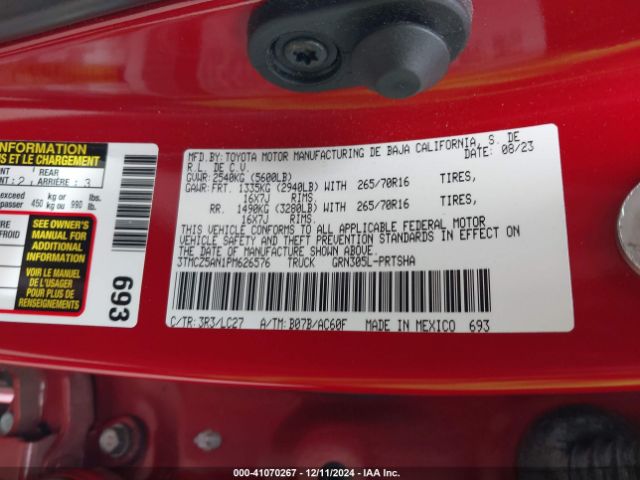 MFD.BY:TOYOTA MOTOR MANUFACTURING DE BAJA CALIFORNIA, S. DE
R.L. DE C.V. DATE: 08/23
GVWR:2540KG (5600LB)
GAWR:FRT. 1335KG (2940LB) WITH 265/70R16 TIRES,
16X7J RIMS.
RR. 1490KG (3280LB) WITH 265/70R16 TIRES,
16X7J RIMS.
THIS VEHICLE CONFORMS TO ALL APPLICABLE FEDERAL MOTOR
VEHICLE SAFETY AND THEFT PREVENTION STANDARDS IN EFFECT ON
THE DATE OF MANUFACTURE SHOWN ABOVE.
3TMCZ5AN1PM626576 TRUCK GRN305L-PRTSHA
C/TR: 3R3/LC27 A/TM: B07B/AC60F MADE IN MEXICO 693
INFORMATION
S ET LE CHARGEMENT
REAR
: 2 ARRIÈRE : 3
exceed kg or lbs.
passer 450 kg ou 990 lb.
SEE OWNER'S
MANUAL FOR
ADDITIONAL
INFORMATION
VOIR LE MANUEL
DE L'USAGER
POUR PLUS DE
RENSEIGNEMENTS
693
00-41070267 - 12/11/2024 - IAA Inc.